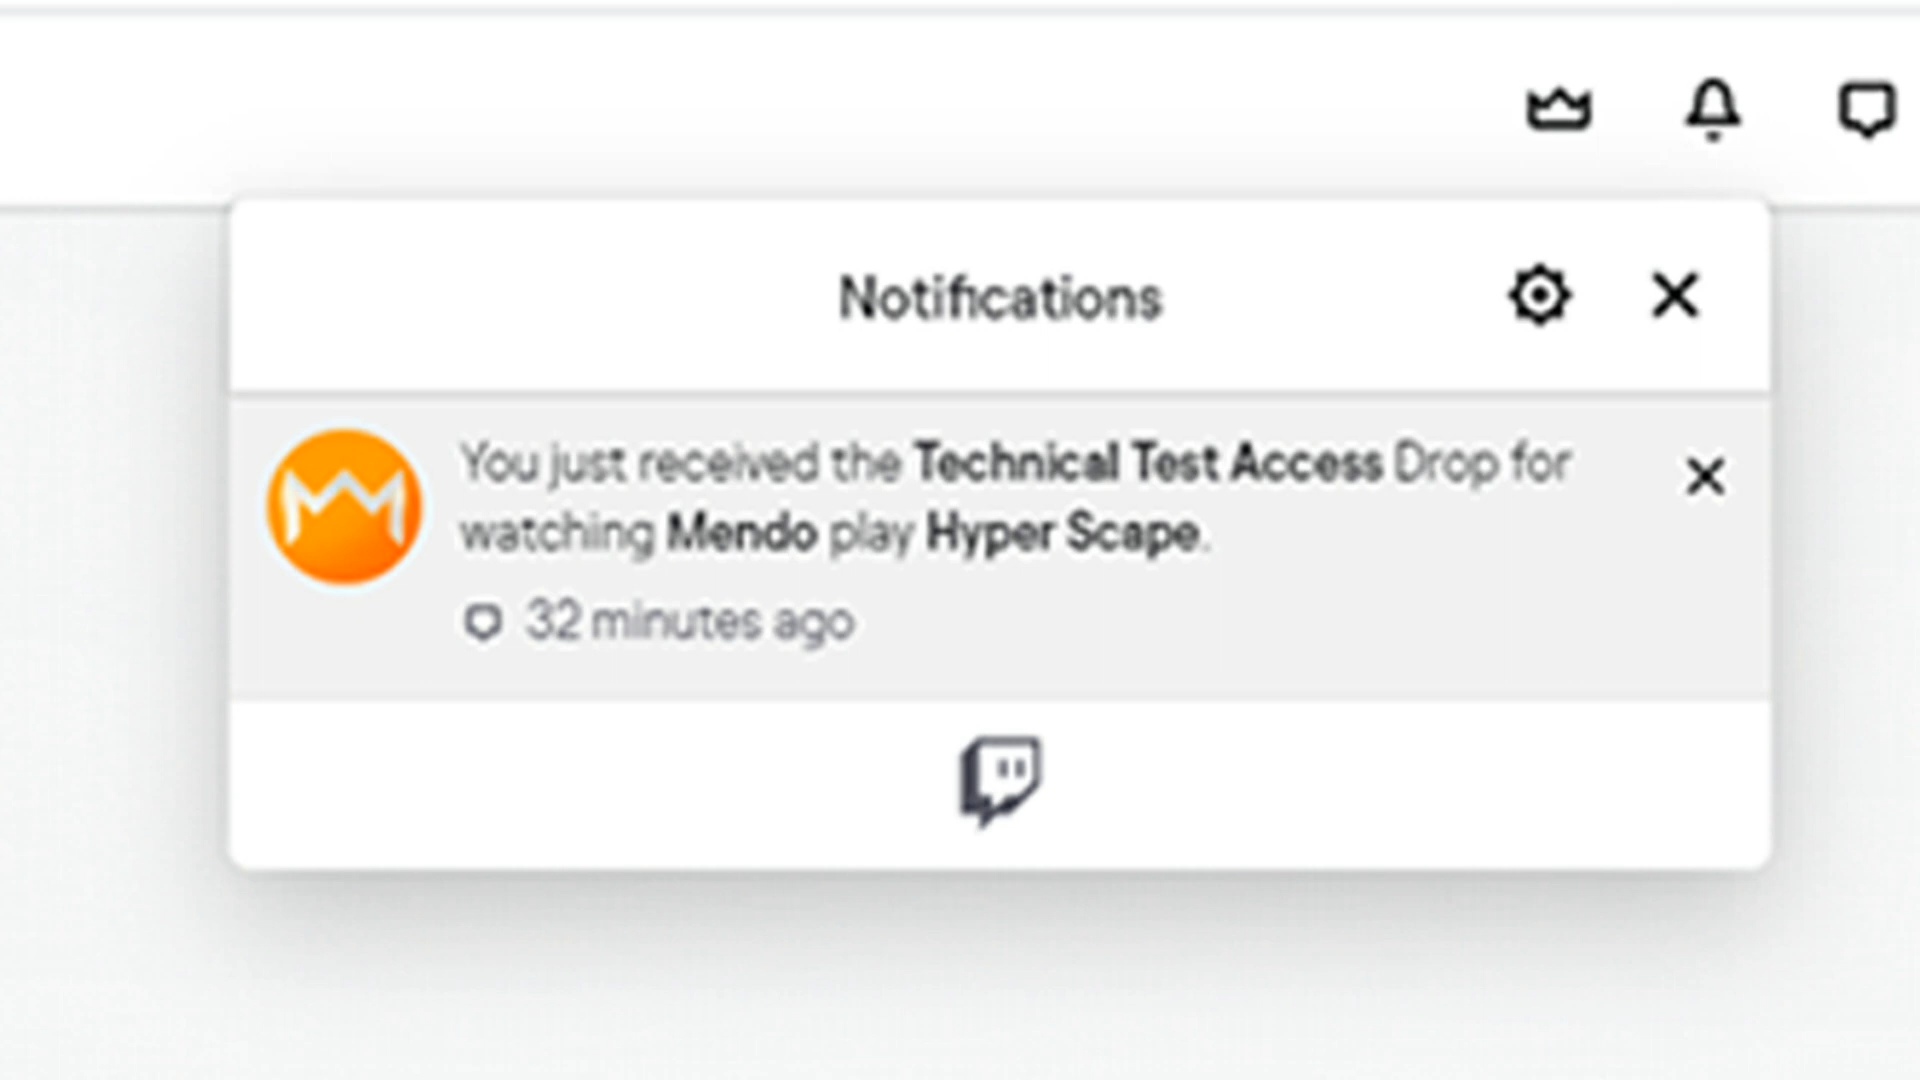 Notifications
You just received the Technical Test Access Drop for
watching Mendo play Hyper Scape.
32 minutes ago